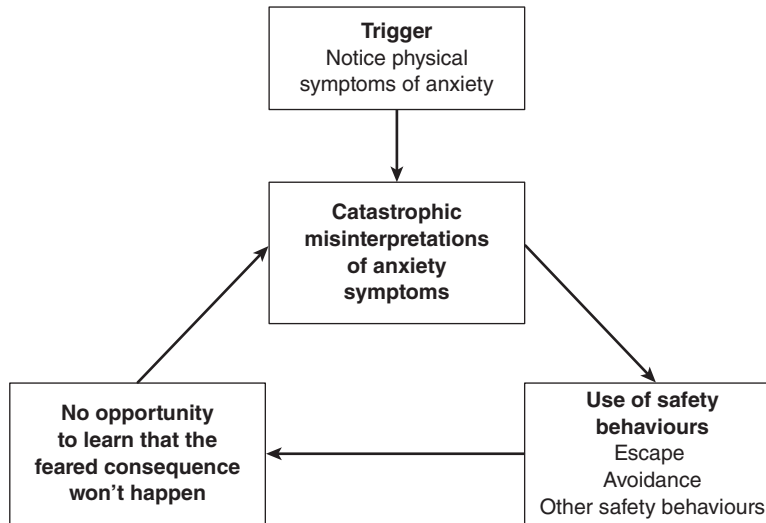 Trigger
Notice physical
symptoms of anxiety
Catastrophic
misinterpretations
of anxiety
symptoms
No opportunity
to learn that the
feared consequence
won't happen
Use of safety
behaviours
Escape
Avoidance
Other safety behaviours